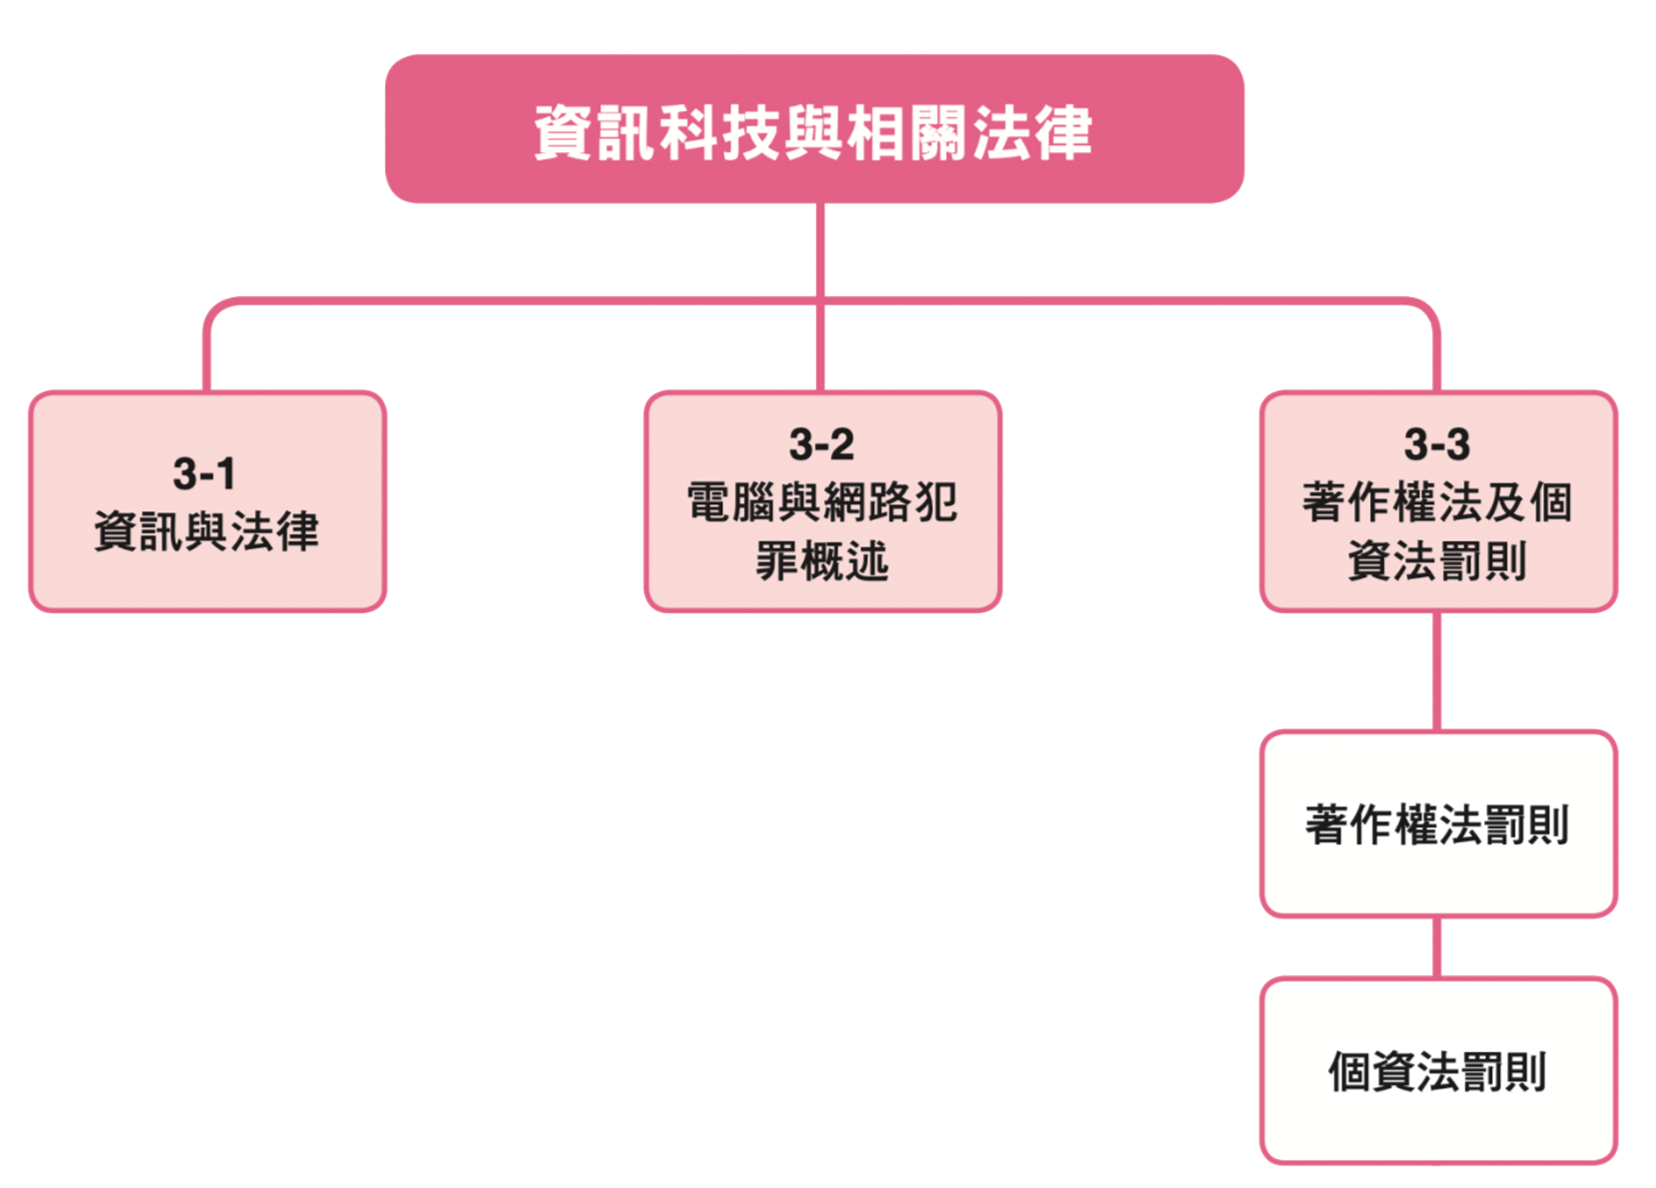 資訊科技與相關法律
3-1
資訊與法律
3-2
電腦與網路犯
罪概述
3-3
著作權法及個
資法罰則
著作權法罰則
個資法罰則